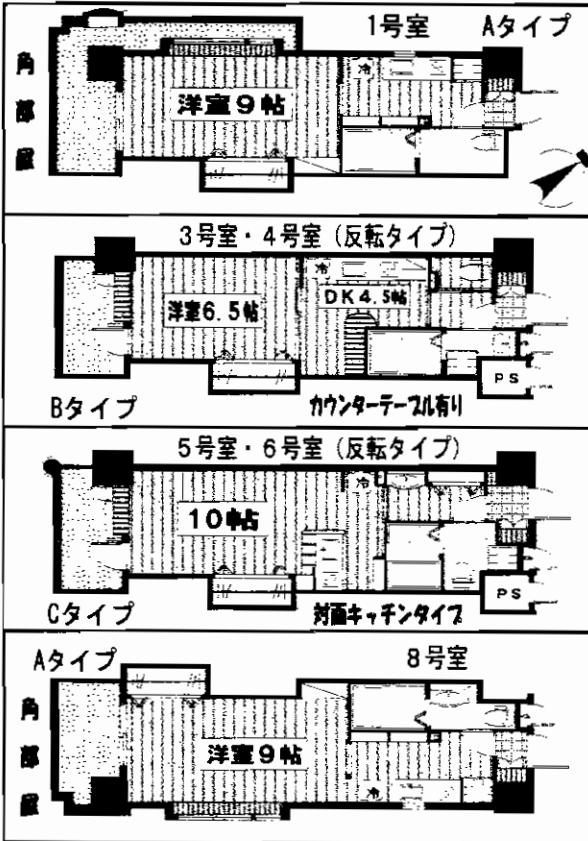 1号室 Aタイプ
角部屋
冷
洋室9帖
3号室・4号室(反転タイプ)
冷
洋室6.5帖
DK4.5帖
PS
Bタイプ
カウンターテーブル有り
5号室・6号室(反転タイプ)
冷
10帖
PS
Cタイプ
対面キッチンタイプ
Aタイプ
8号室
角部屋
洋室9帖
冷